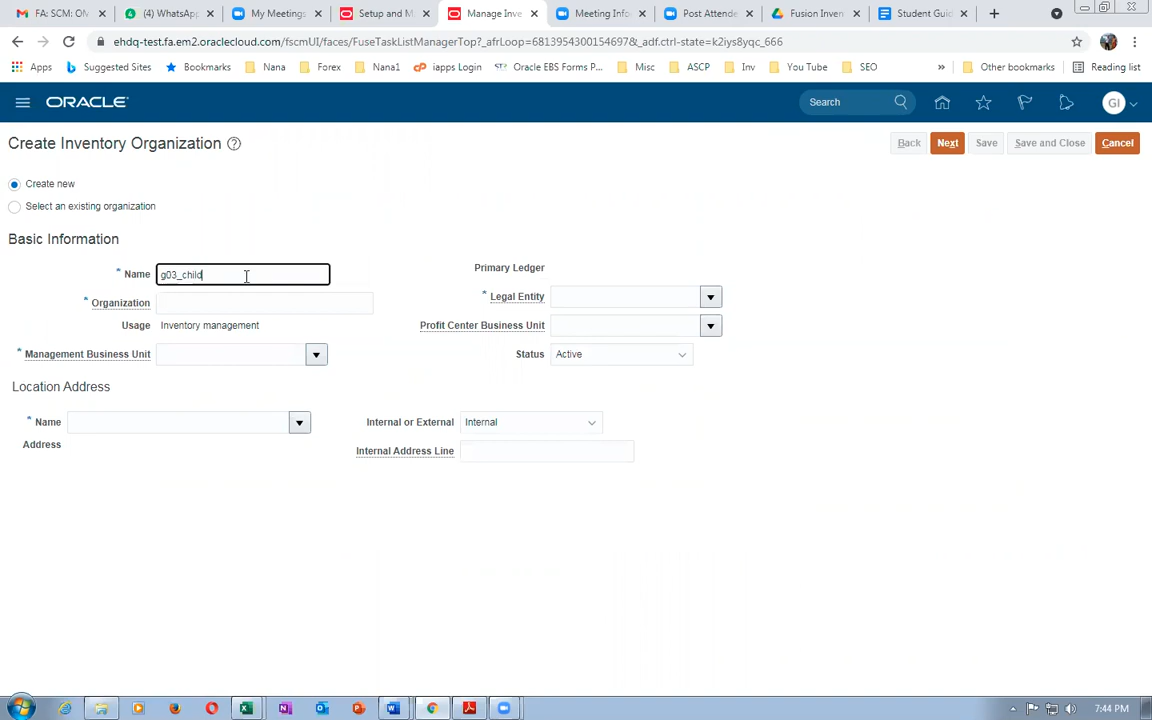 FA: SCM: OM
(4) WhatsApp
My Meetings
Setup and M
Manage Inve
Meeting Info
Post Attende
Fusion Inven
Student Guid
ehdq-test.fa.em2.oraclecloud.com/fscmUI/faces/FuseTaskListManagerTop?_afrLoop=6813954300154697&_adf.ctrl-state=k2iys8yqc_666
Apps
Suggested Sites
Bookmarks
Nana
Forex
Nana1
iapps Login
Oracle EBS Forms P...
Misc
ASCP
Inv
You Tube
SEO
»
Other bookmarks
Reading list
ORACLE
Search
GI
Create Inventory Organization ?
Back
Next
Save
Save and Close
Cancel
Create new
Select an existing organization
Basic Information
* Name g03_child
* Organization
Usage Inventory management
* Management Business Unit
Primary Ledger
* Legal Entity
Profit Center Business Unit
Status Active
Location Address
* Name
Address
Internal or External Internal
Internal Address Line
7:44 PM